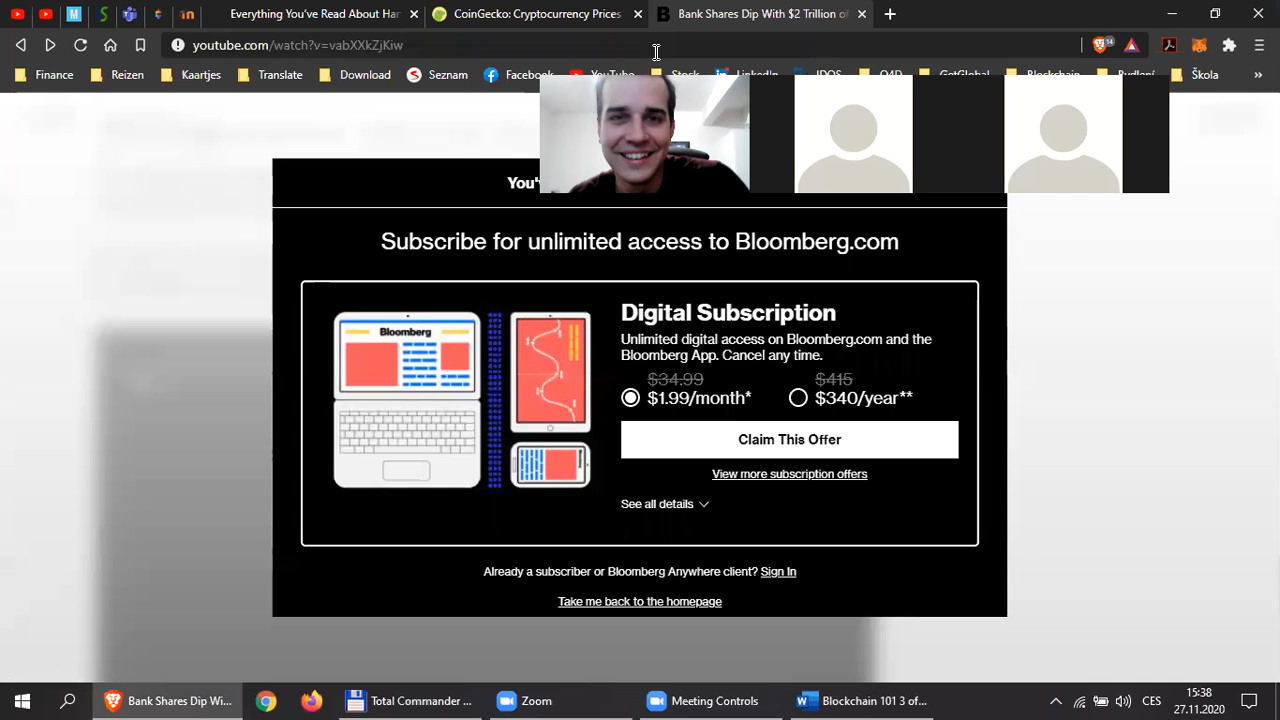 Everything You've Read About Har
CoinGecko Cryptocurrency Prices
Bank Shares Dip With $2 Trillion of
youtube.com/watch?v=vabXXkZjKiw
14
Finance
Reizen
Kaartjes
Translate
Download
Seznam
Facebook
YouTube
Stock
LinkedIn
IDOS
O4D
GetGlobal
Blockchain
Bydlení
Škola
You'
Subscribe for unlimited access to Bloomberg.com
Bloomberg
Digital Subscription
Unlimited digital access on Bloomberg.com and the
Bloomberg App. Cancel any time.
$34.99
$415
$1.99/month*
$340/year**
Claim This Offer
View more subscription offers
See all details
Already a subscriber or Bloomberg Anywhere client? Sign In
Take me back to the homepage
Bank Shares Dip Wi...
Total Commander ...
Zoom
Meeting Controls
Blockchain 101 3 of...
CES
15:38
27.11.2020